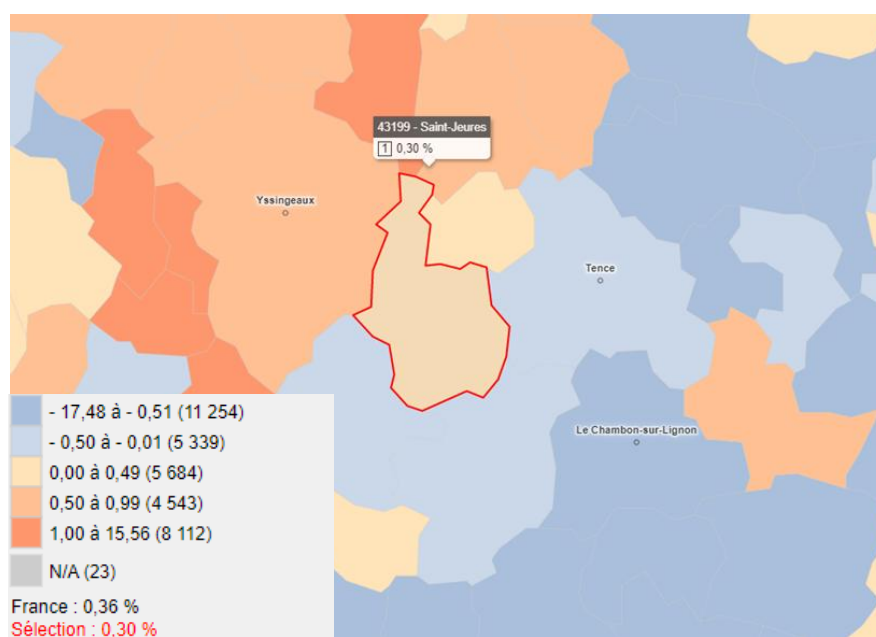 43199 - Saint-Jeures
1 0,30 %
Yssingeaux
Tence
Le Chambon-sur-Lignon
- 17,48 à - 0,51 (11 254)
- 0,50 à - 0,01 (5 339)
0,00 à 0,49 (5 684)
0,50 à 0,99 (4 543)
1,00 à 15,56 (8 112)
N/A (23)
France : 0,36 %
Sélection : 0,30 %